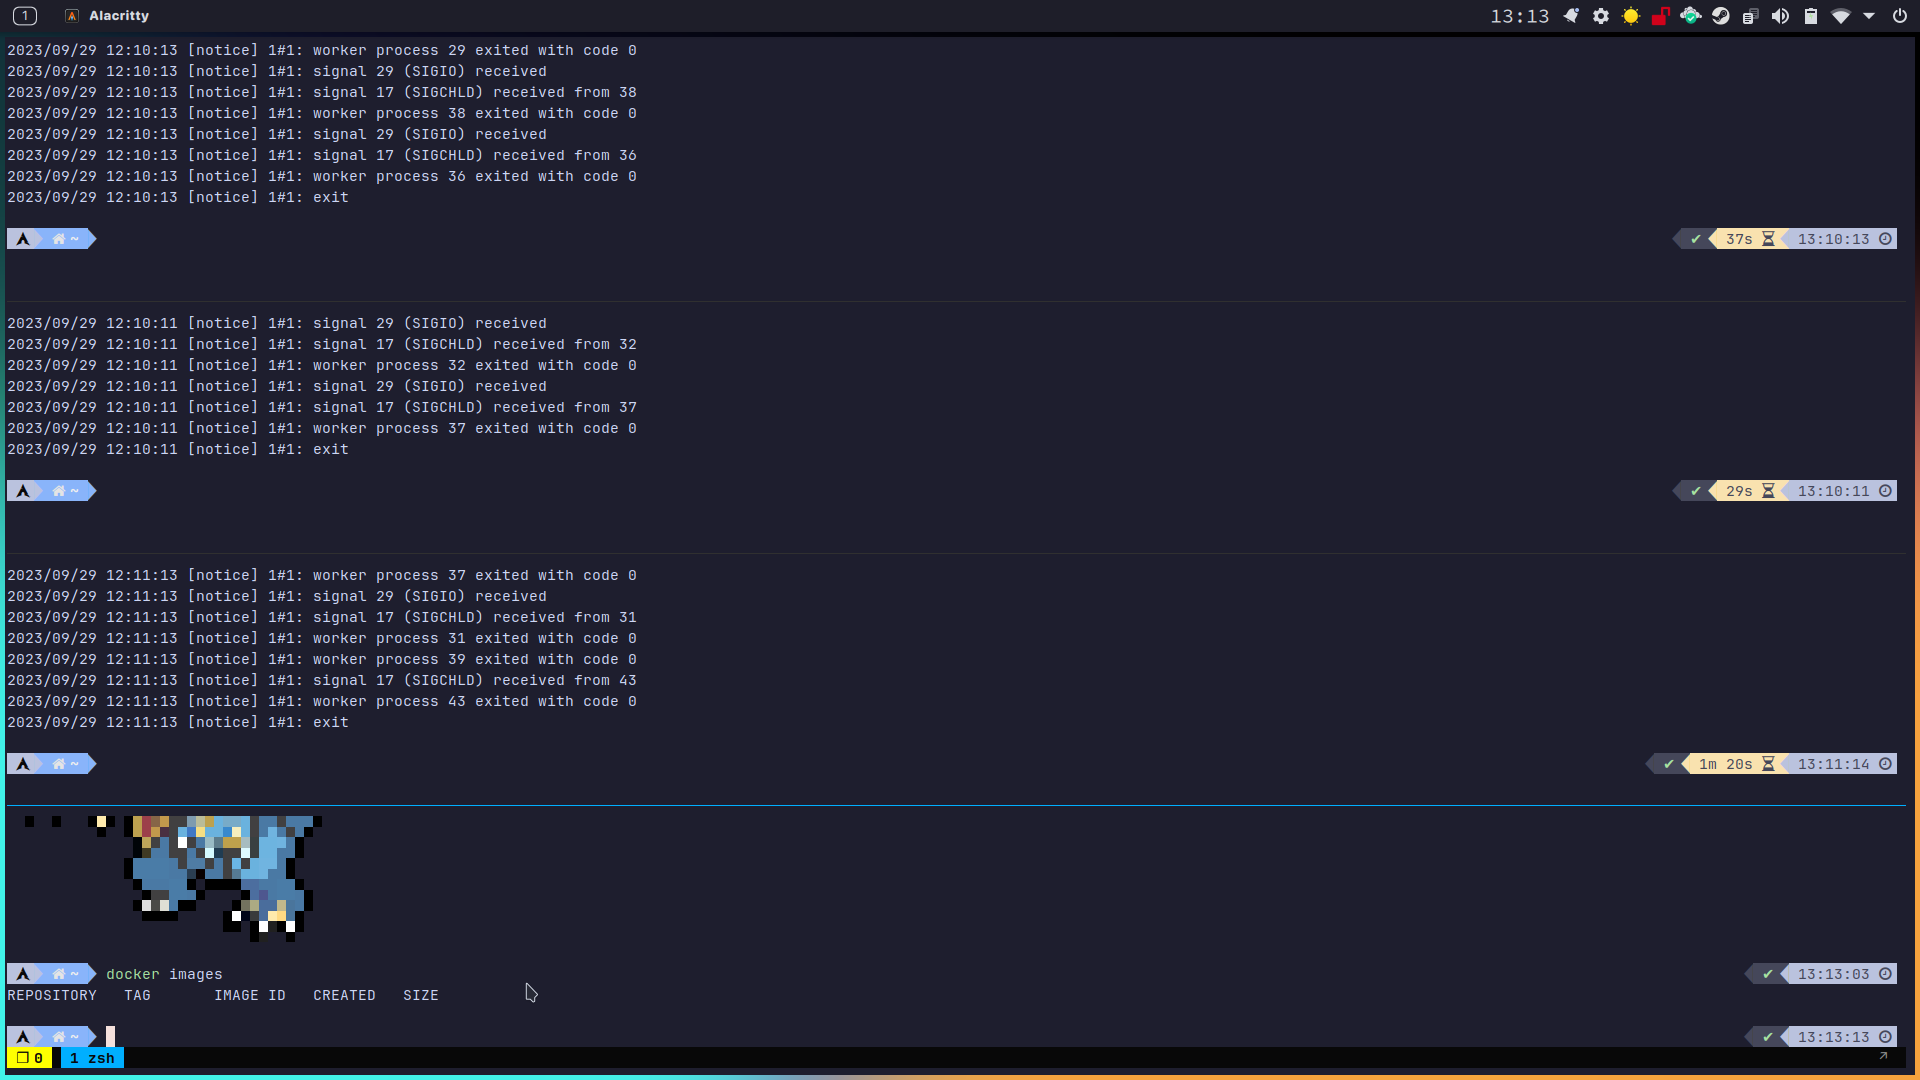 1 Alacritty 13:13
2023/09/29 12:10:13 [notice] 1#1: worker process 29 exited with code 0
2023/09/29 12:10:13 [notice] 1#1: signal 29 (SIGIO) received
2023/09/29 12:10:13 [notice] 1#1: signal 17 (SIGCHLD) received from 38
2023/09/29 12:10:13 [notice] 1#1: worker process 38 exited with code 0
2023/09/29 12:10:13 [notice] 1#1: signal 29 (SIGIO) received
2023/09/29 12:10:13 [notice] 1#1: signal 17 (SIGCHLD) received from 36
2023/09/29 12:10:13 [notice] 1#1: worker process 36 exited with code 0
2023/09/29 12:10:13 [notice] 1#1: exit
~ ✔ 37s 13:10:13
2023/09/29 12:10:11 [notice] 1#1: signal 29 (SIGIO) received
2023/09/29 12:10:11 [notice] 1#1: signal 17 (SIGCHLD) received from 32
2023/09/29 12:10:11 [notice] 1#1: worker process 32 exited with code 0
2023/09/29 12:10:11 [notice] 1#1: signal 29 (SIGIO) received
2023/09/29 12:10:11 [notice] 1#1: signal 17 (SIGCHLD) received from 37
2023/09/29 12:10:11 [notice] 1#1: worker process 37 exited with code 0
2023/09/29 12:10:11 [notice] 1#1: exit
~ ✔ 29s 13:10:11
2023/09/29 12:11:13 [notice] 1#1: worker process 37 exited with code 0
2023/09/29 12:11:13 [notice] 1#1: signal 29 (SIGIO) received
2023/09/29 12:11:13 [notice] 1#1: signal 17 (SIGCHLD) received from 31
2023/09/29 12:11:13 [notice] 1#1: worker process 31 exited with code 0
2023/09/29 12:11:13 [notice] 1#1: worker process 39 exited with code 0
2023/09/29 12:11:13 [notice] 1#1: signal 17 (SIGCHLD) received from 43
2023/09/29 12:11:13 [notice] 1#1: worker process 43 exited with code 0
2023/09/29 12:11:13 [notice] 1#1: exit
~ ✔ 1m 20s 13:11:14
~ docker images ✔ 13:13:03
REPOSITORY TAG IMAGE ID CREATED SIZE
~ ✔ 13:13:13
0 1 zsh